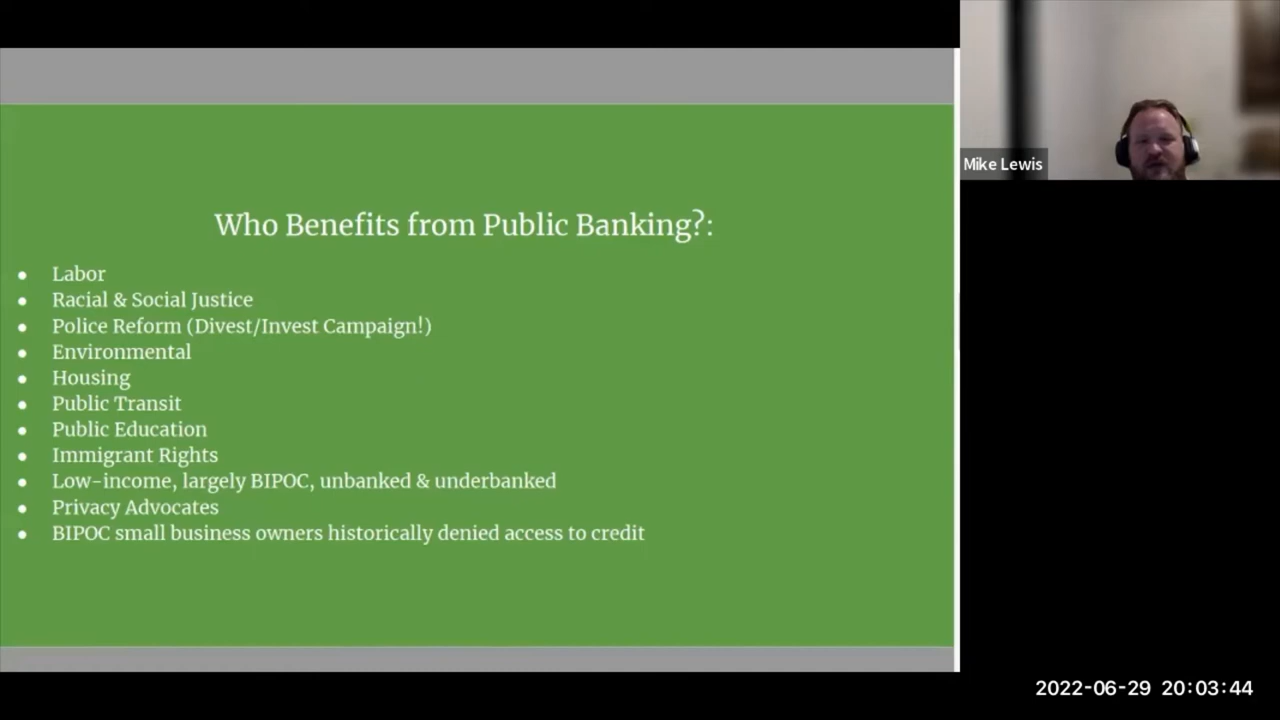 Who Benefits from Public Banking?:
● Labor
● Racial & Social Justice
● Police Reform (Divest/Invest Campaign!)
● Environmental
● Housing
● Public Transit
● Public Education
● Immigrant Rights
● Low-income, largely BIPOC, unbanked & underbanked
● Privacy Advocates
● BIPOC small business owners historically denied access to credit
Mike Lewis
2022-06-29 20:03:44